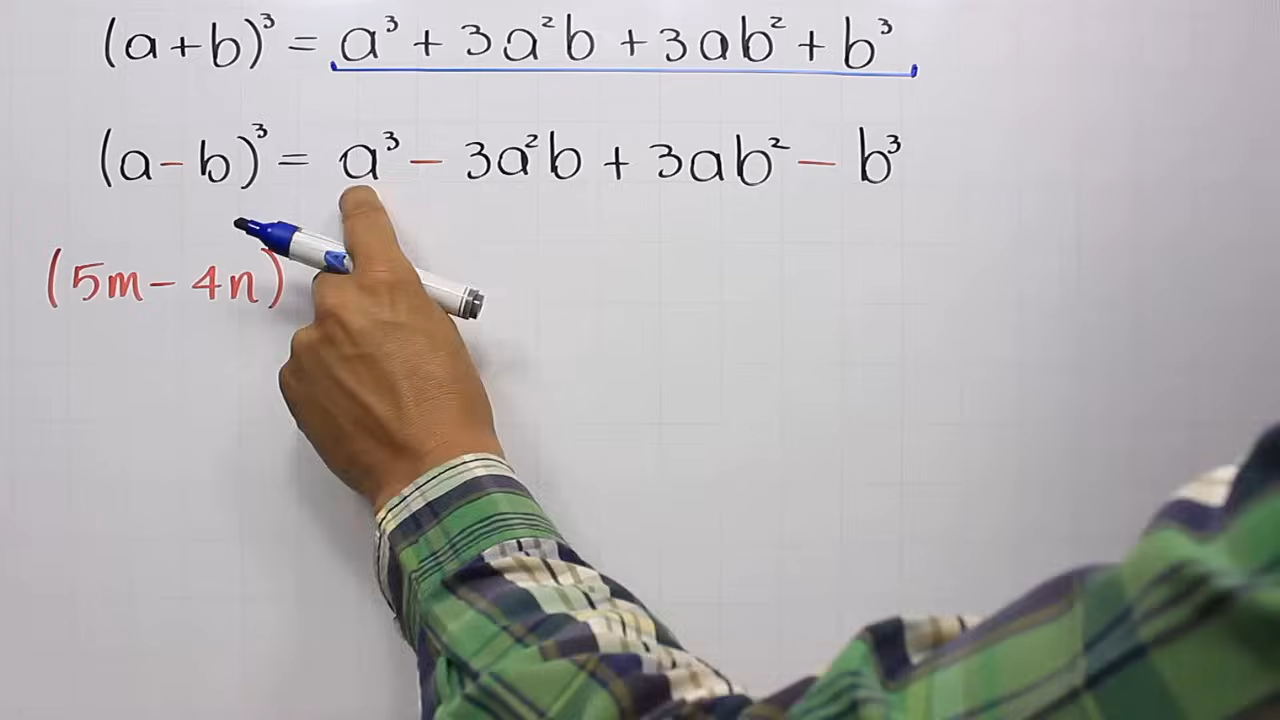 (a+b)³ = a³ + 3a²b + 3ab² + b³
(a-b)³ = a³ - 3a²b + 3ab² - b³
(5m-4n)